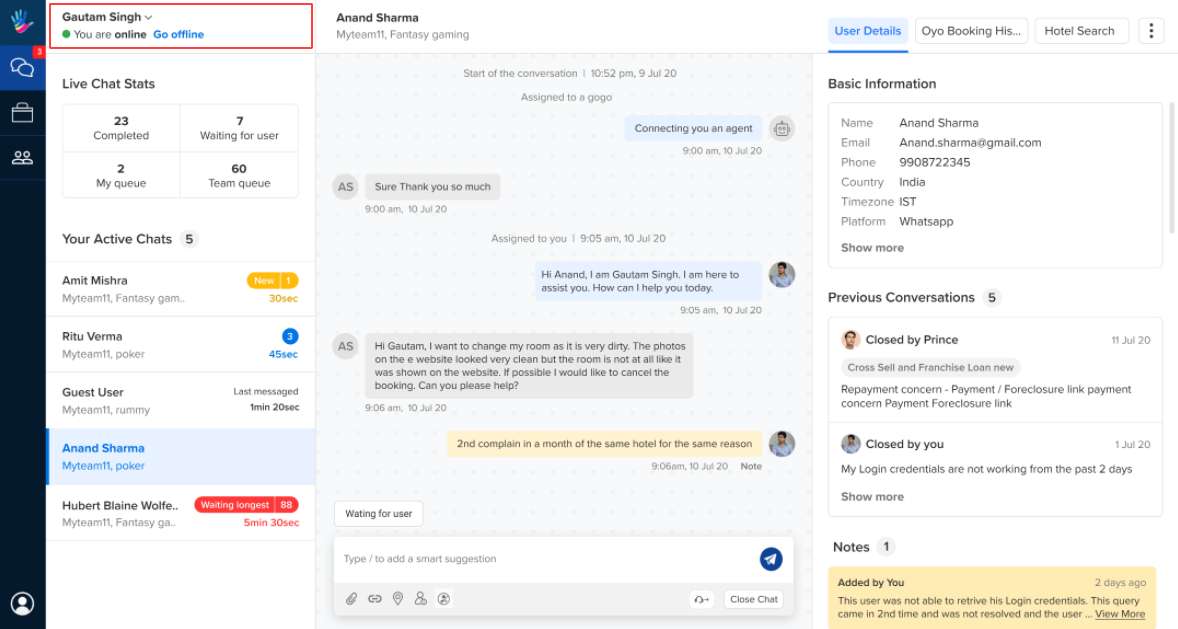 Gautam Singh
You are online Go offline
3
Live Chat Stats
23
Completed
7
Waiting for user
2
My queue
60
Team queue
Your Active Chats 5
Amit Mishra
New 1
Myteam11, Fantasy gam..
30sec
Ritu Verma
3
Myteam11, poker
45sec
Guest User
Last messaged
Myteam11, rummy
1min 20sec
Anand Sharma
Myteam11, poker
Hubert Blaine Wolfe..
Waiting longest 88
Myteam11, Fantasy ga..
5min 30sec
Anand Sharma
Myteam11, Fantasy gaming
Start of the conversation | 10:52 pm, 9 Jul 20
Assigned to a gogo
Connecting you an agent
9:00 am, 10 Jul 20
AS
Sure Thank you so much
9:00 am, 10 Jul 20
Assigned to you | 9:05 am, 10 Jul 20
Hi Anand, I am Gautam Singh. I am here to
assist you. How can I help you today.
9:05 am, 10 Jul 20
AS
Hi Gautam, I want to change my room as it is very dirty. The photos
on the e website looked very clean but the room is not at all like it
was shown on the website. If possible I would like to cancel the
booking. Can you please help?
9:06 am, 10 Jul 20
2nd complain in a month of the same hotel for the same reason
9:06am, 10 Jul 20 Note
Wating for user
Type / to add a smart suggestion
Close Chat
User Details
Oyo Booking His...
Hotel Search
Basic Information
Name Anand Sharma
Email Anand.sharma@gmail.com
Phone 9908722345
Country India
Timezone IST
Platform Whatsapp
Show more
Previous Conversations 5
Closed by Prince
11 Jul 20
Cross Sell and Franchise Loan new
Repayment concern - Payment / Foreclosure link payment
concern Payment Foreclosure link
Closed by you
1 Jul 20
My Login credentials are not working from the past 2 days
Show more
Notes 1
Added by You
2 days ago
This user was not able to retrive his Login credentials. This query
came in 2nd time and was not resolved and the user ... View More